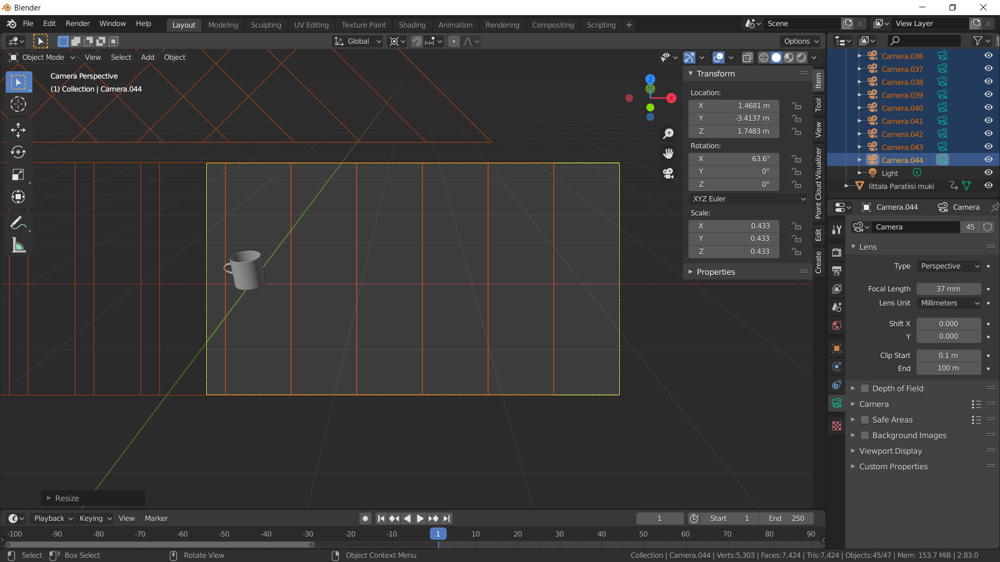 Blender
File Edit Render Window Help Layout Modeling Sculpting UV Editing Texture Paint Shading Animation Rendering Compositing Scripting + Scene View Layer
Global Options
Object Mode View Select Add Object
Camera Perspective
(1) Collection | Camera.044
Z
X
Transform
Location:
X 1.4681 m
Y -3.4137 m
Z 1.7483 m
Rotation:
X 63.6°
Y 0°
Z 0°
XYZ Euler
Scale:
X 0.433
Y 0.433
Z 0.433
Properties
Item
Tool
View
Point Cloud Visualizer
Edit
Create
Camera.036
Camera.037
Camera.038
Camera.039
Camera.040
Camera.041
Camera.042
Camera.043
Camera.044
Light
Iittala Paratiisi muki
Camera.044 Camera
Camera 45
Lens
Type Perspective
Focal Length 37 mm
Lens Unit Millimeters
Shift X 0.000
Y 0.000
Clip Start 0.1 m
End 100 m
Depth of Field
Camera
Safe Areas
Background Images
Viewport Display
Custom Properties
Resize
Playback Keying View Marker 1 Start 1 End 250
-100 -90 -80 -70 -60 -50 -40 -30 -20 -10 1 10 20 30 40 50 60 70 80 90
Select Box Select Rotate View Object Context Menu Collection | Camera.044 | Verts:5,303 | Faces:7,424 | Tris:7,424 | Objects:45/47 | Mem: 153.7 MiB | 2.83.0